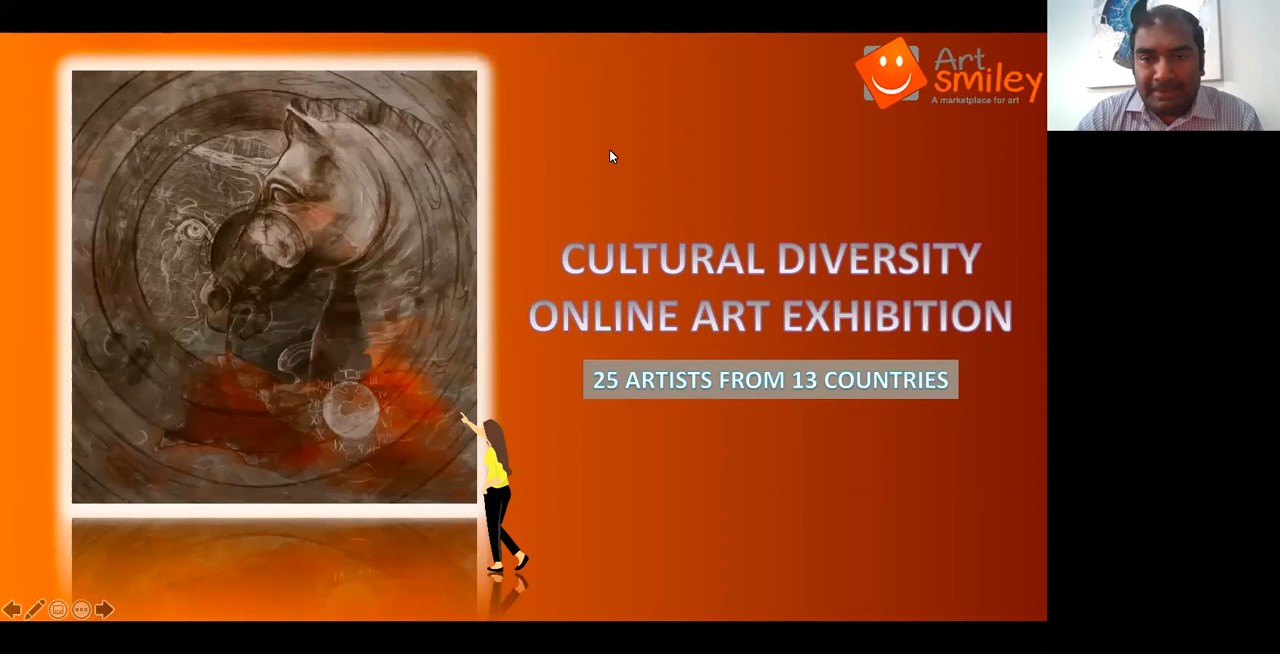 Art
smiley
A marketplace for art
CULTURAL DIVERSITY
ONLINE ART EXHIBITION
25 ARTISTS FROM 13 COUNTRIES